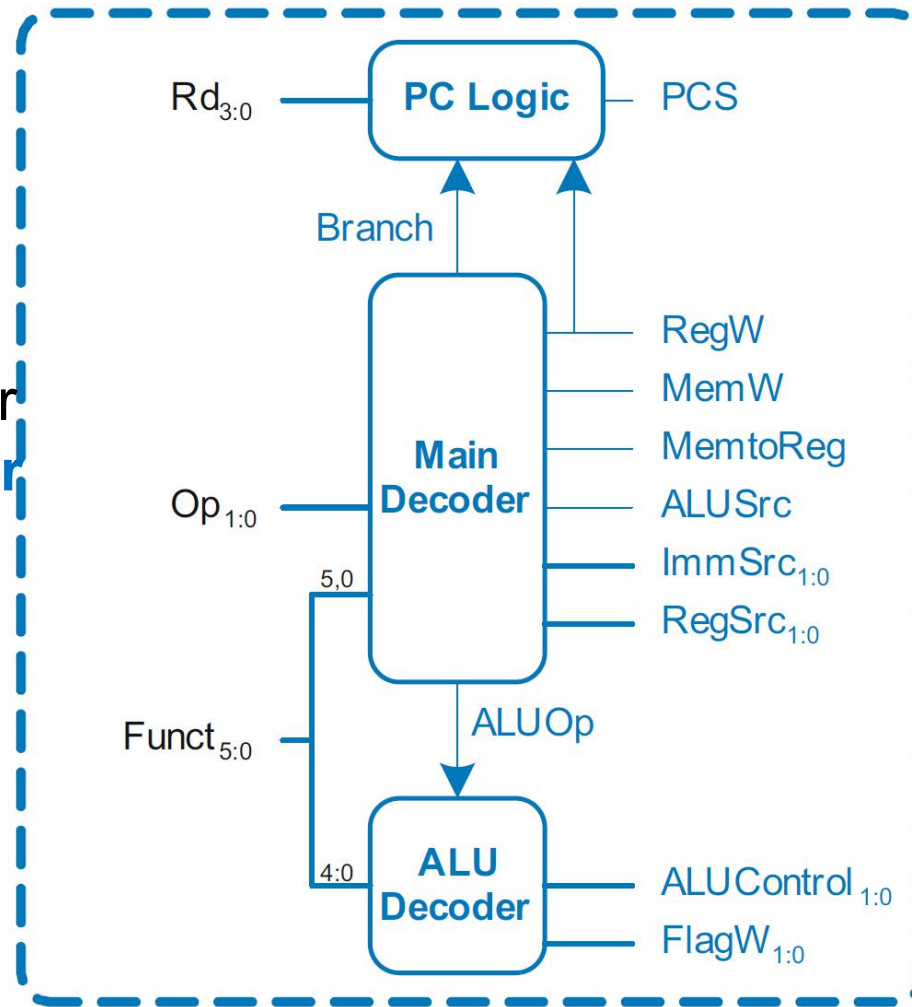 Rd3:0
PC Logic
PCS
Branch
RegW
MemW
r
MemtoReg
Main
Decoder
r
Op1:0
ALUSrc
5,0
ImmSrc1:0
RegSrc1:0
Funct5:0
ALUOp
4:0
ALU
Decoder
ALUControl1:0
FlagW1:0